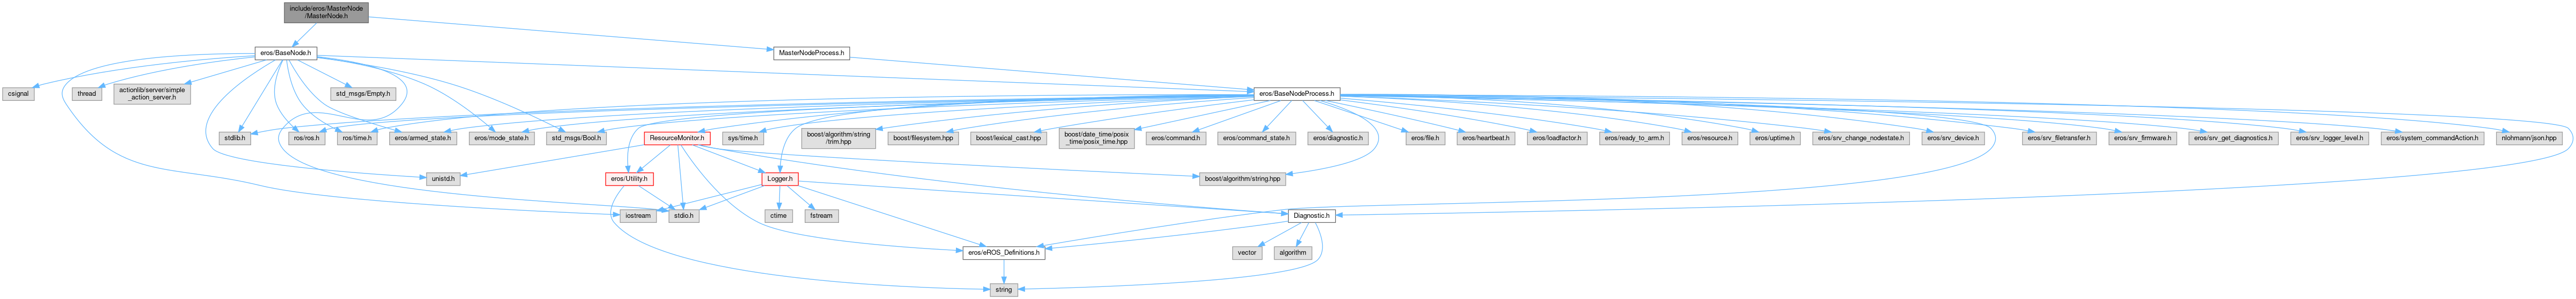 include/eros/MasterNode
/MasterNode.h
eros/BaseNode.h
MasterNodeProcess.h
csignal
thread
actionlib/server/simple
_action_server.h
std_msgs/Empty.h
eros/BaseNodeProcess.h
stdlib.h
ros/ros.h
ros/time.h
eros/armed_state.h
eros/mode_state.h
std_msgs/Bool.h
ResourceMonitor.h
sys/time.h
boost/algorithm/string
/trim.hpp
boost/filesystem.hpp
boost/lexical_cast.hpp
boost/date_time/posix
_time/posix_time.hpp
eros/command.h
eros/command_state.h
eros/diagnostic.h
eros/file.h
eros/heartbeat.h
eros/loadfactor.h
eros/ready_to_arm.h
eros/resource.h
eros/uptime.h
eros/srv_change_nodestate.h
eros/srv_device.h
eros/srv_filetransfer.h
eros/srv_firmware.h
eros/srv_get_diagnostics.h
eros/srv_logger_level.h
eros/system_commandAction.h
nlohmann/json.hpp
unistd.h
eros/Utility.h
Logger.h
boost/algorithm/string.hpp
iostream
stdio.h
ctime
fstream
Diagnostic.h
eros/eROS_Definitions.h
vector
algorithm
string